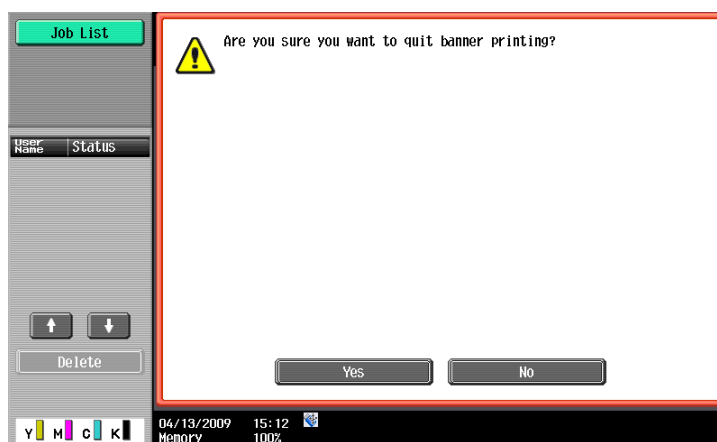 Job List
Are you sure you want to quit banner printing?
User Name Status
Delete
Yes No
Y M C K
04/13/2009 15:12
Memory 100%